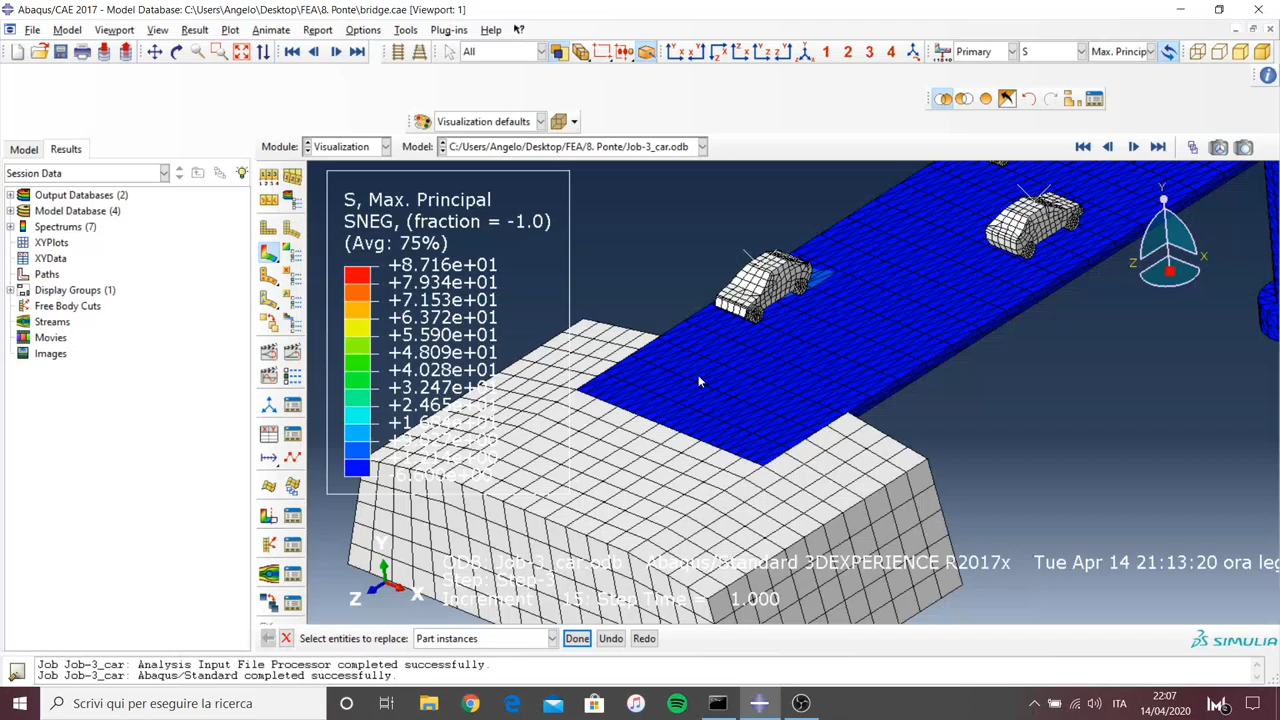 Abaqus/CAE 2017 - Model Database: C:\Users\Angelo\Desktop\FEA\8. Ponte\bridge.cae [Viewport: 1]
File Model Viewport View Result Plot Animate Report Options Tools Plug-ins Help
All
1 2 3 4
Primary S Max. Princip
Visualization defaults
Model Results
Module: Visualization Model: C:/Users/Angelo/Desktop/FEA/8. Ponte/Job-3_car.odb
Session Data
Output Databases (2)
Model Database (4)
Spectrums (7)
XYPlots
XYData
Paths
Display Groups (1)
Free Body Cuts
Streams
Movies
Images
S, Max. Principal
SNEG, (fraction = -1.0)
(Avg: 75%)
+8.716e+01
+7.934e+01
+7.153e+01
+6.372e+01
+5.590e+01
+4.809e+01
+4.028e+01
+3.247e+01
Y
Z X
Y
Z X
Abaqus/Standard 3DEXPERIENCE R2017x Tue Apr 14 21:13:20 ora leg
Increment 15: Step Time = 1.000
Select entities to replace: Part instances Done Undo Redo
SIMULIA
Job Job-3_car: Analysis Input File Processor completed successfully.
Job Job-3_car: Abaqus/Standard completed successfully.
Scrivi qui per eseguire la ricerca
ITA
22:07
14/04/2020